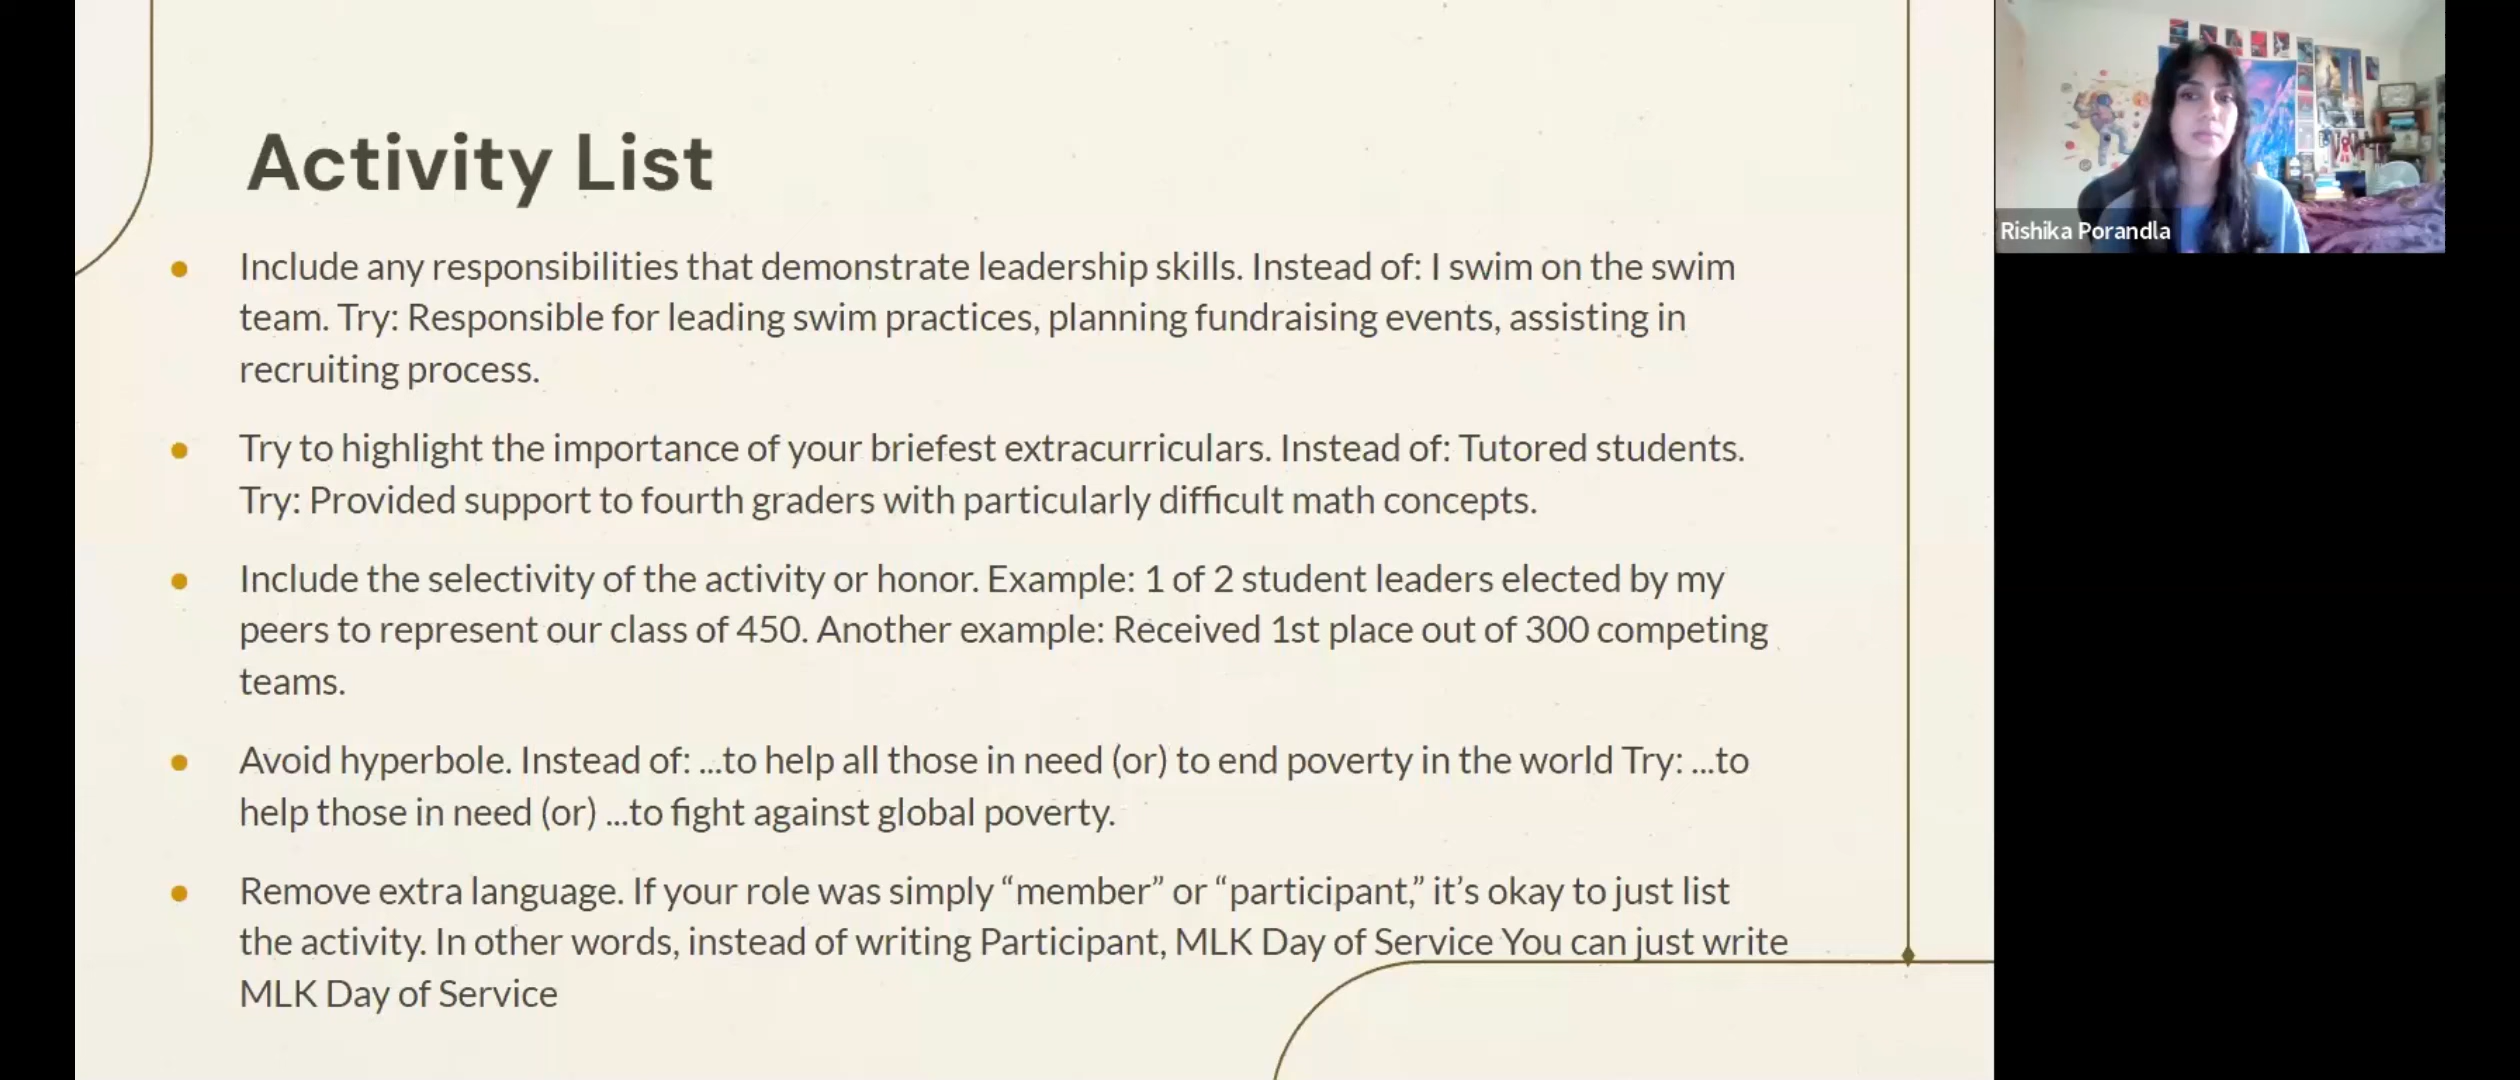 Activity List
Include any responsibilities that demonstrate leadership skills. Instead of: I swim on the swim
team. Try: Responsible for leading swim practices, planning fundraising events, assisting in
recruiting process.
Try to highlight the importance of your briefest extracurriculars. Instead of: Tutored students.
Try: Provided support to fourth graders with particularly difficult math concepts.
Include the selectivity of the activity or honor. Example: 1 of 2 student leaders elected by my
peers to represent our class of 450. Another example: Received 1st place out of 300 competing
teams.
Avoid hyperbole. Instead of: ...to help all those in need (or) to end poverty in the world Try: ...to
help those in need (or) ...to fight against global poverty.
Remove extra language. If your role was simply “member” or “participant,” it’s okay to just list
the activity. In other words, instead of writing Participant, MLK Day of Service You can just write
MLK Day of Service
Rishika Porandla